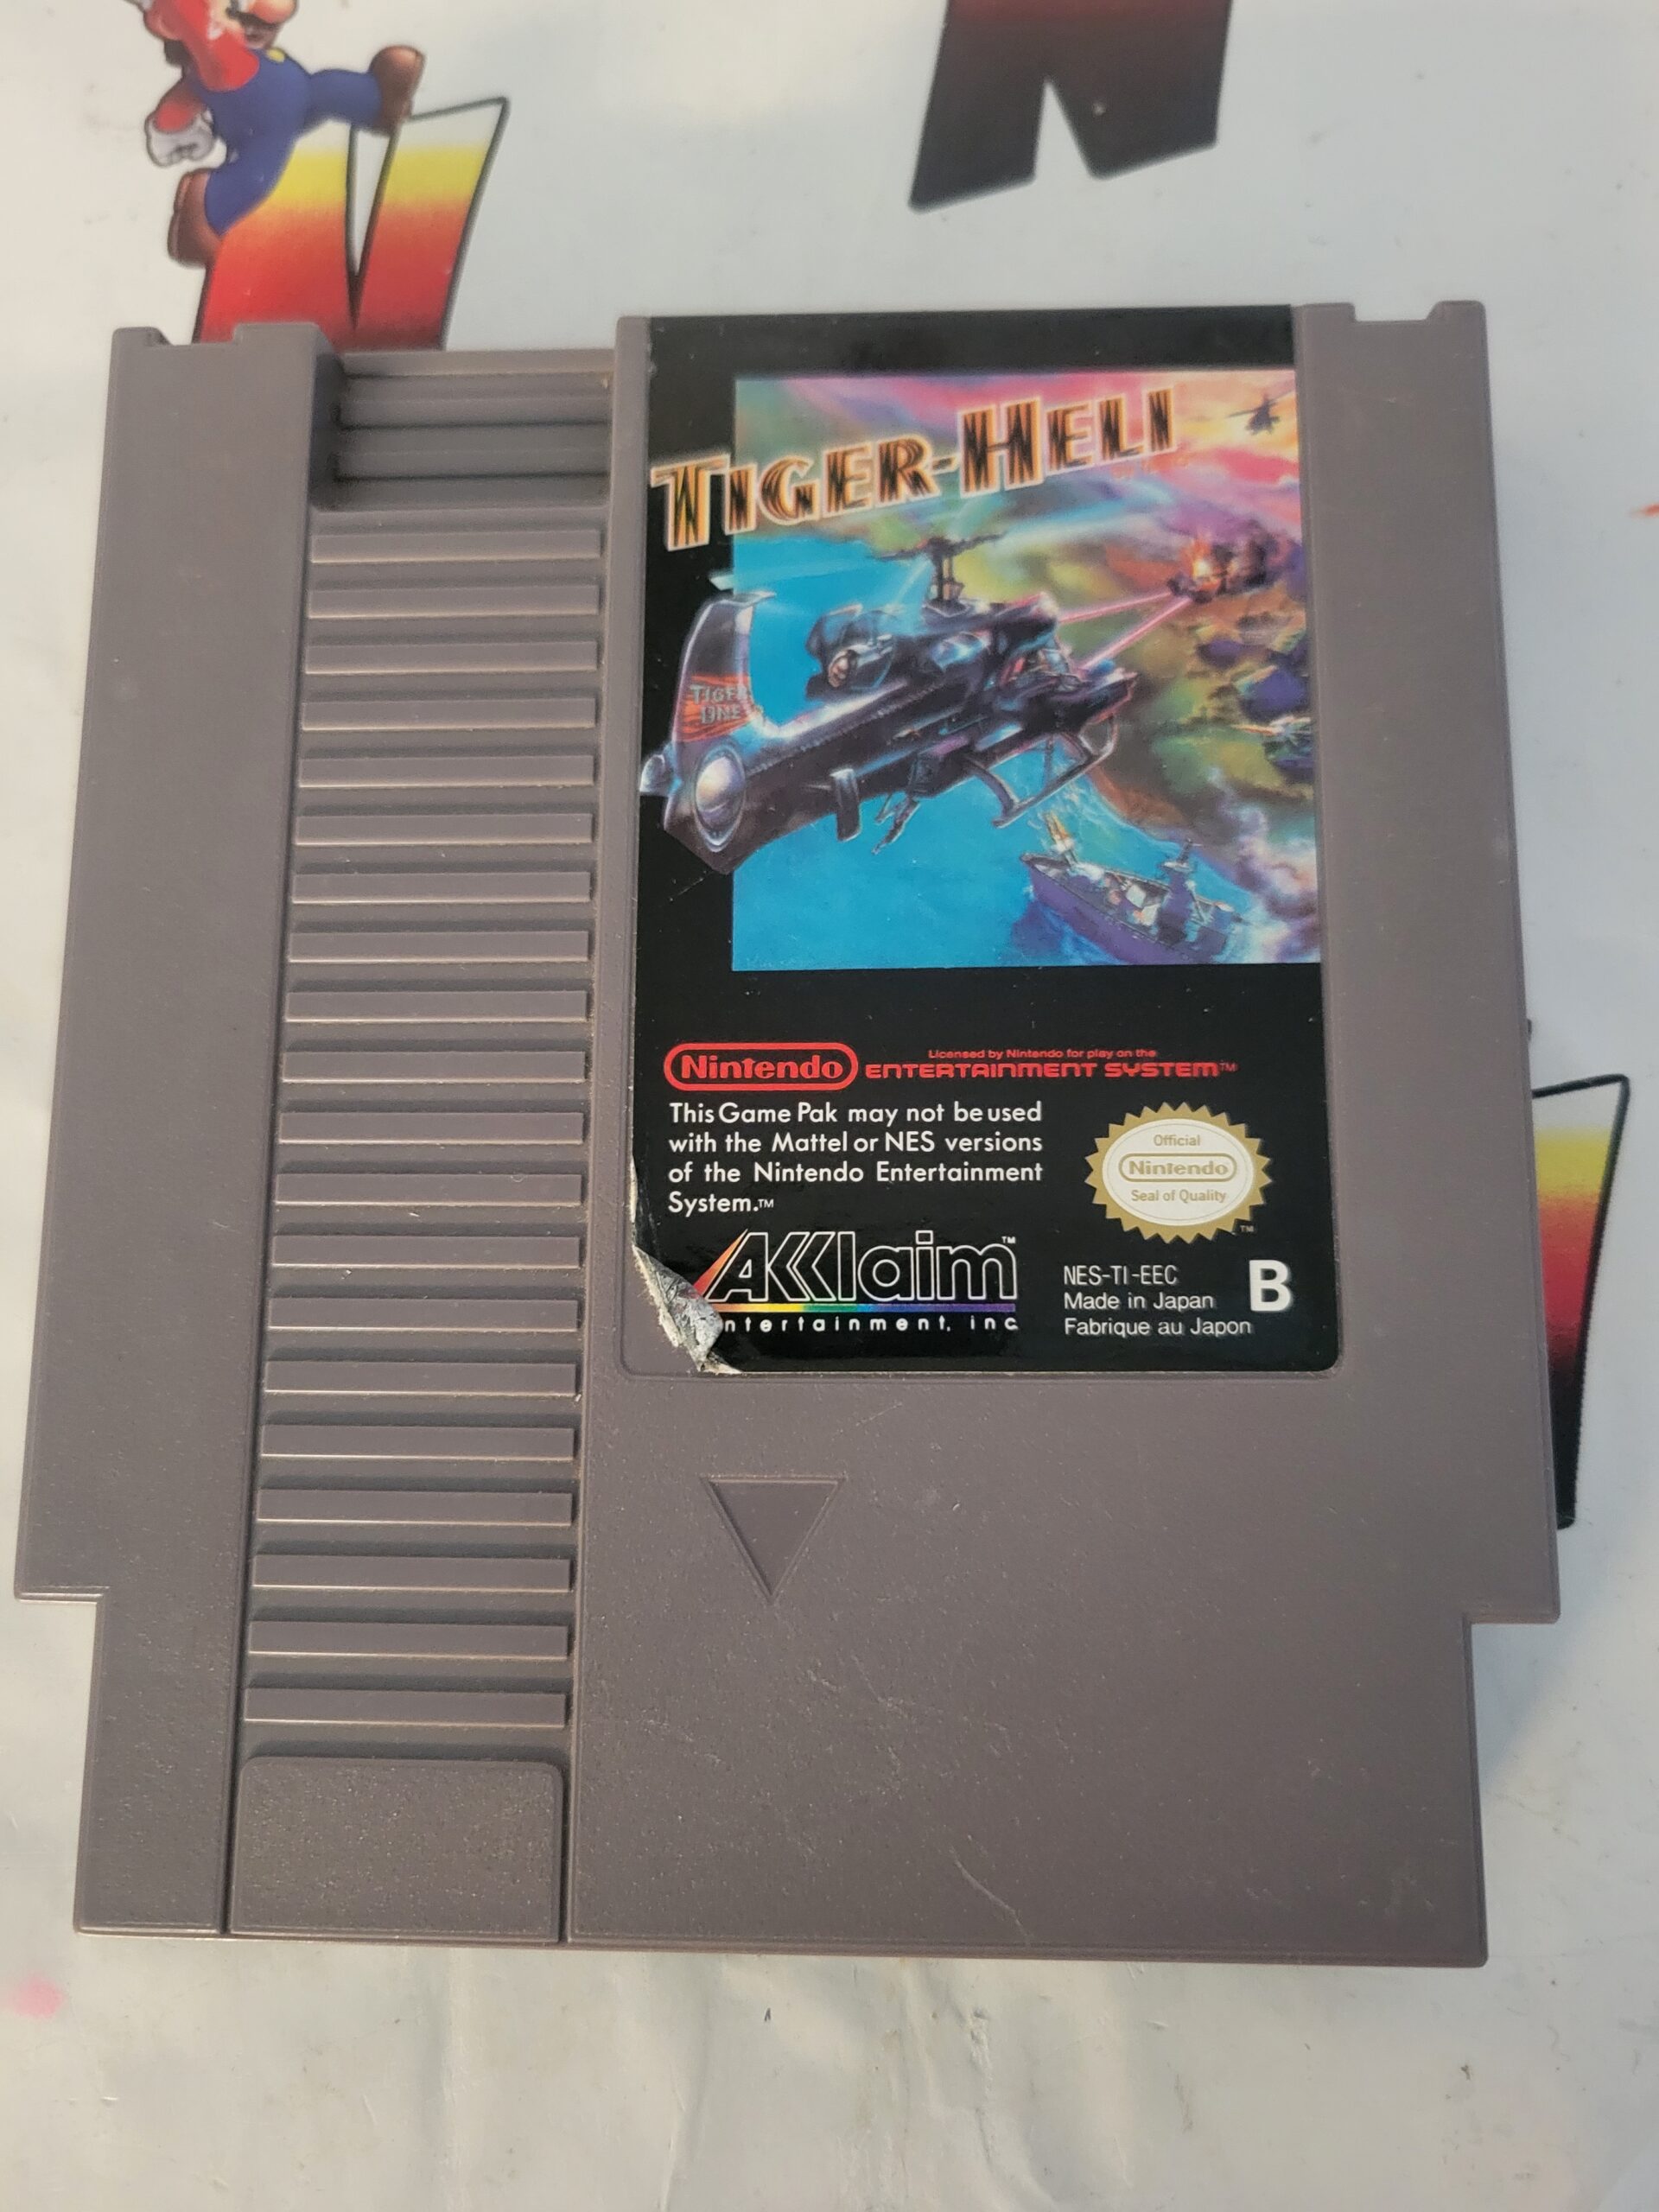 TIGER-HELI
TIGER
ONE
Nintendo
Licensed by Nintendo for play on the
ENTERTAINMENT SYSTEM™
This Game Pak may not be used
with the Mattel or NES versions
of the Nintendo Entertainment
System.™
Official
Nintendo
Seal of Quality
™
AKKlaim™
ntertainment, inc
NES-TI-EEC
Made in Japan
Fabrique au Japon
B